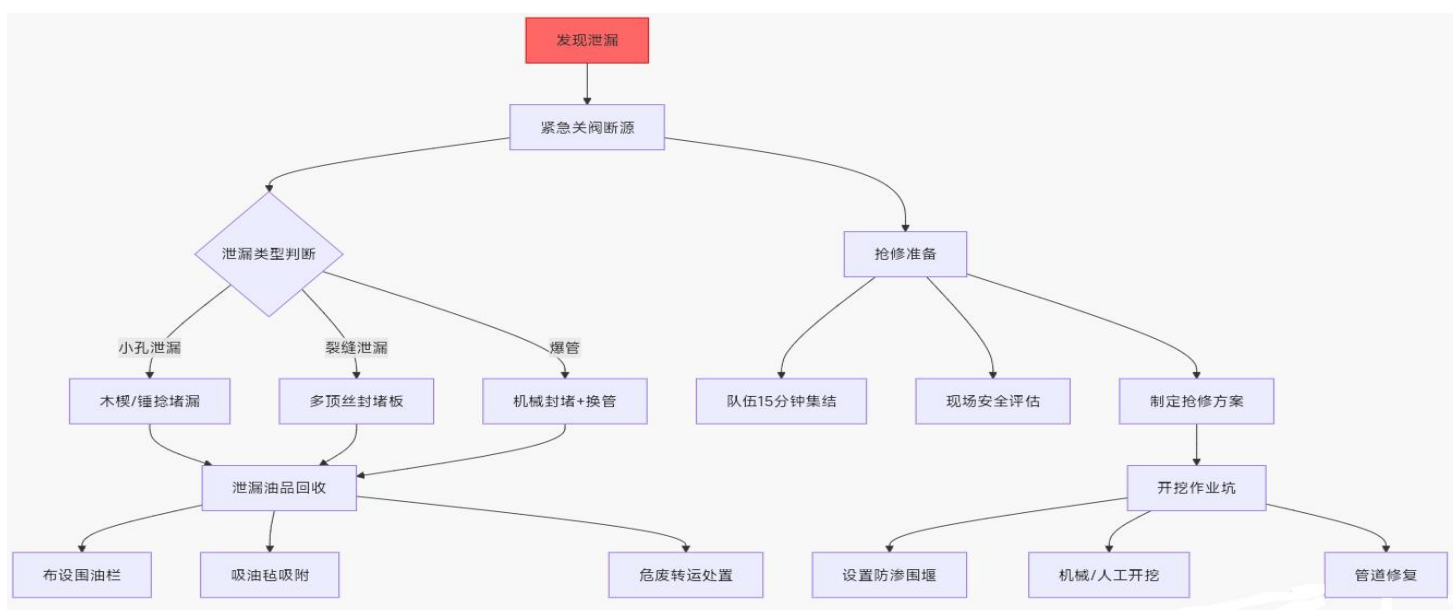 发现泄漏
紧急关阀断源
泄漏类型判断
抢修准备
小孔泄漏
裂缝泄漏
爆管
木楔/锤捻堵漏
多顶丝封堵板
机械封堵+换管
队伍15分钟集结
现场安全评估
制定抢修方案
泄漏油品回收
开挖作业坑
布设围油栏
吸油毡吸附
危废转运处置
设置防渗围堰
机械/人工开挖
管道修复